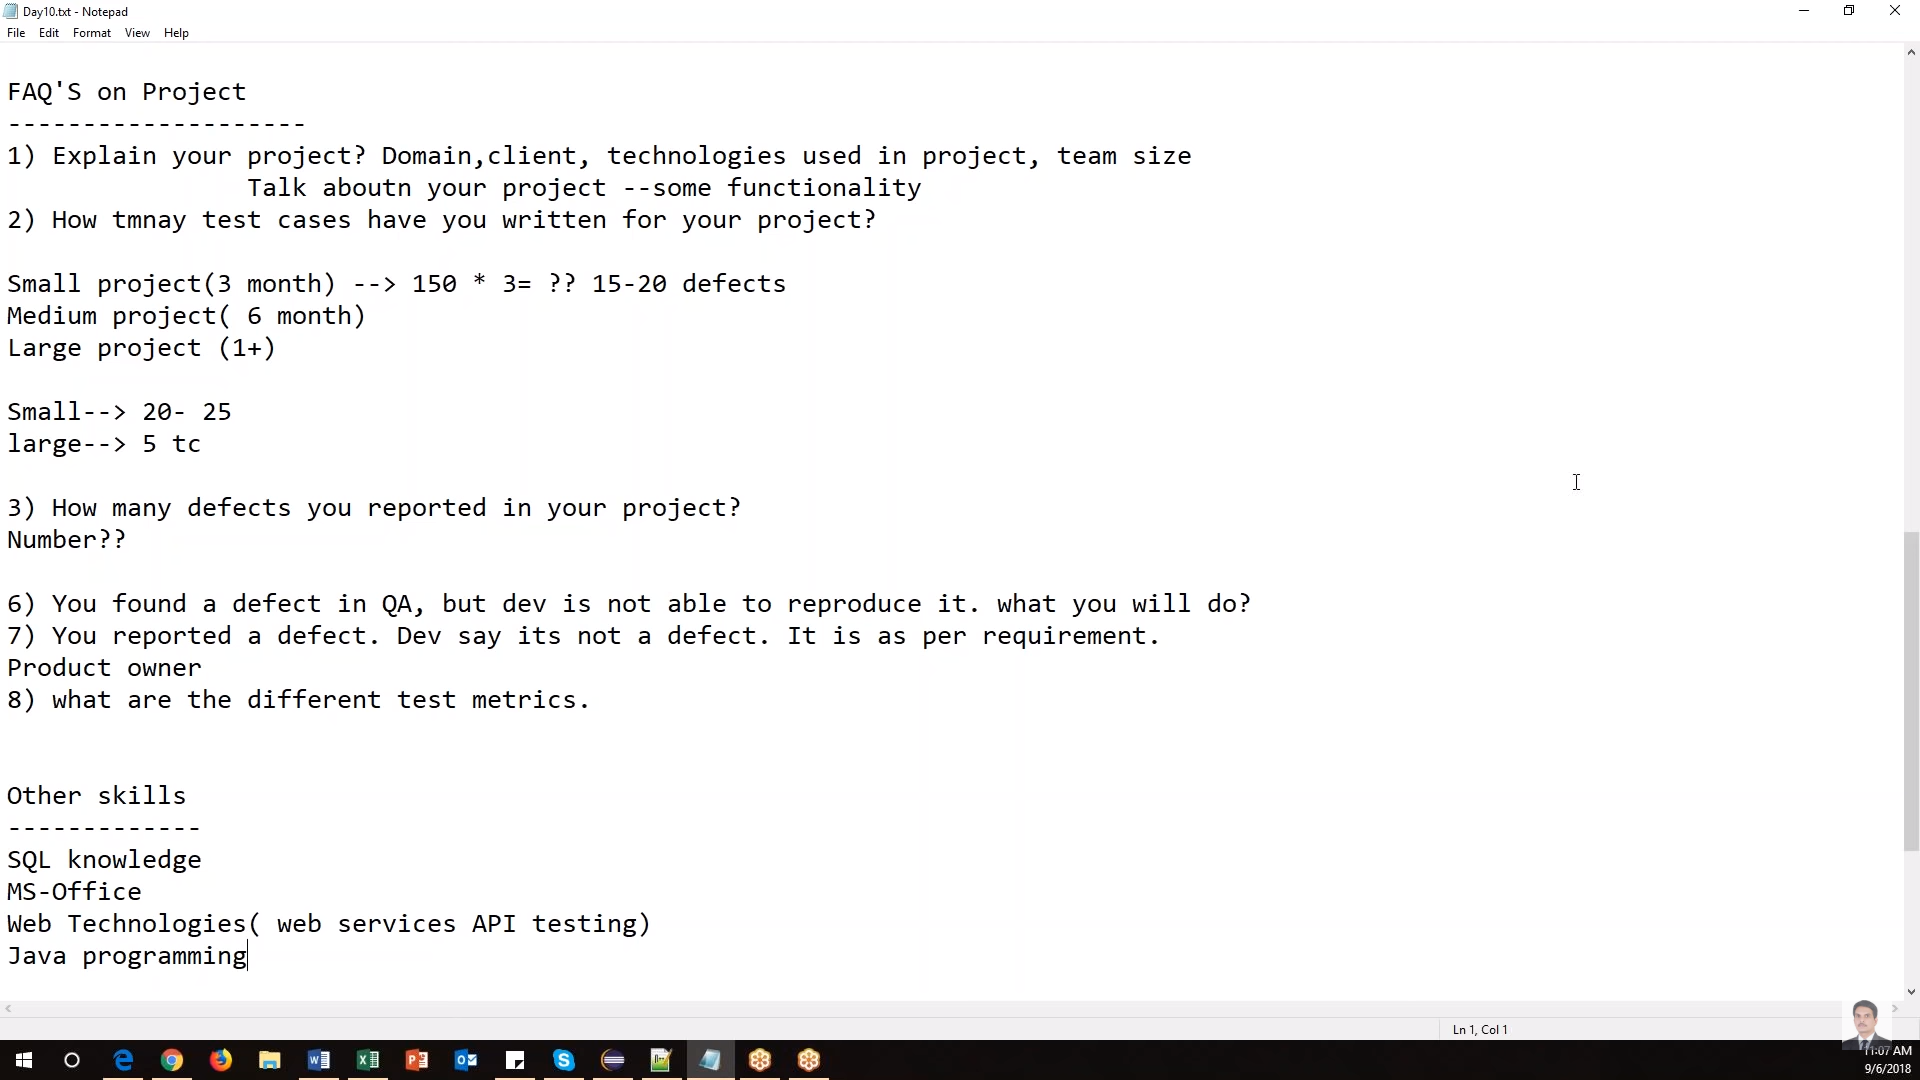 Day10.txt - Notepad
File Edit Format View Help
FAQ'S on Project
--------------------
1) Explain your project? Domain,client, technologies used in project, team size
Talk aboutn your project --some functionality
2) How tmnay test cases have you written for your project?
Small project(3 month) --> 150 * 3= ?? 15-20 defects
Medium project( 6 month)
Large project (1+)
Small--> 20- 25
large--> 5 tc
3) How many defects you reported in your project?
Number??
6) You found a defect in QA, but dev is not able to reproduce it. what you will do?
7) You reported a defect. Dev say its not a defect. It is as per requirement.
Product owner
8) what are the different test metrics.
Other skills
-------------
SQL knowledge
MS-Office
Web Technologies( web services API testing)
Java programming
Ln 1, Col 1
11:07 AM
9/6/2018